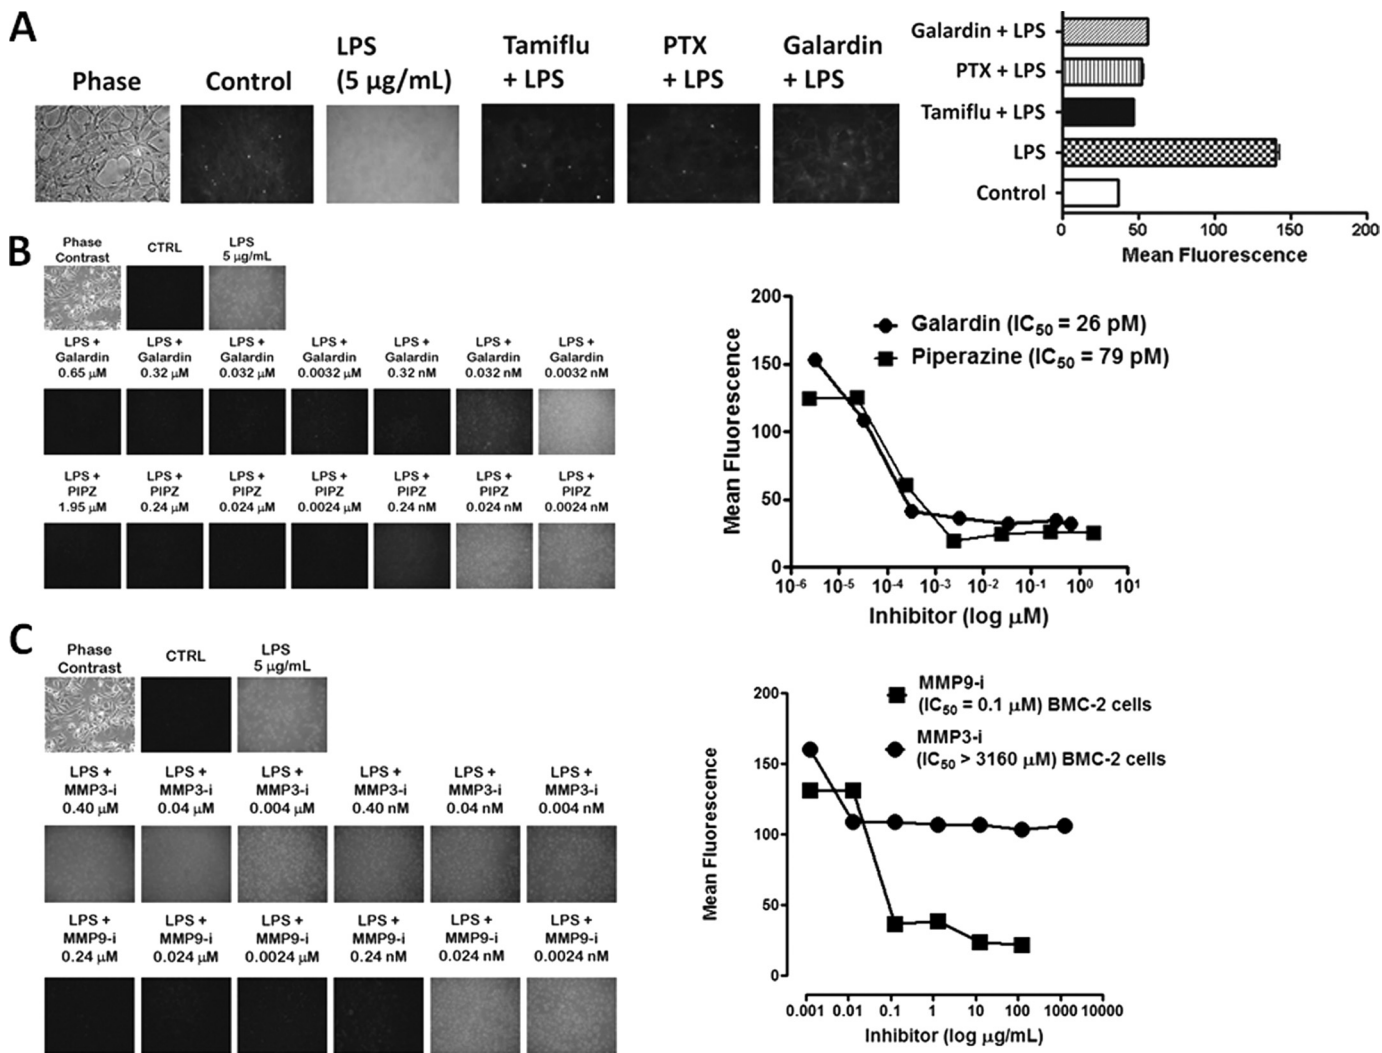 A
Phase
Control
LPS
(5 μg/mL)
Tamiflu
+ LPS
PTX
+ LPS
Galardin
+ LPS
Galardin + LPS
PTX + LPS
Tamiflu + LPS
LPS
Control
0
50
100
150
200
Mean Fluorescence
B
Phase
Contrast
CTRL
LPS
5 μg/mL
LPS +
Galardin
0.65 μM
LPS +
Galardin
0.32 μM
LPS +
Galardin
0.032 μM
LPS +
Galardin
0.0032 μM
LPS +
Galardin
0.32 nM
LPS +
Galardin
0.032 nM
LPS +
Galardin
0.0032 nM
LPS +
PIPZ
1.95 μM
LPS +
PIPZ
0.24 μM
LPS +
PIPZ
0.024 μM
LPS +
PIPZ
0.0024 μM
LPS +
PIPZ
0.24 nM
LPS +
PIPZ
0.024 nM
LPS +
PIPZ
0.0024 nM
Mean Fluorescence
200
150
100
50
0
Galardin (IC50 = 26 pM)
Piperazine (IC50 = 79 pM)
10-6
10-5
10-4
10-3
10-2
10-1
100
101
Inhibitor (log μM)
C
Phase
Contrast
CTRL
LPS
5 μg/mL
LPS +
MMP3-i
0.40 μM
LPS +
MMP3-i
0.04 μM
LPS +
MMP3-i
0.004 μM
LPS +
MMP3-i
0.40 nM
LPS +
MMP3-i
0.04 nM
LPS +
MMP3-i
0.004 nM
LPS +
MMP9-i
0.24 μM
LPS +
MMP9-i
0.024 μM
LPS +
MMP9-i
0.0024 μM
LPS +
MMP9-i
0.24 nM
LPS +
MMP9-i
0.024 nM
LPS +
MMP9-i
0.0024 nM
Mean Fluorescence
200
150
100
50
0
MMP9-i
(IC50 = 0.1 μM) BMC-2 cells
MMP3-i
(IC50 > 3160 μM) BMC-2 cells
0.001
0.01
0.1
1
10
100
1000
10000
Inhibitor (log μg/mL)